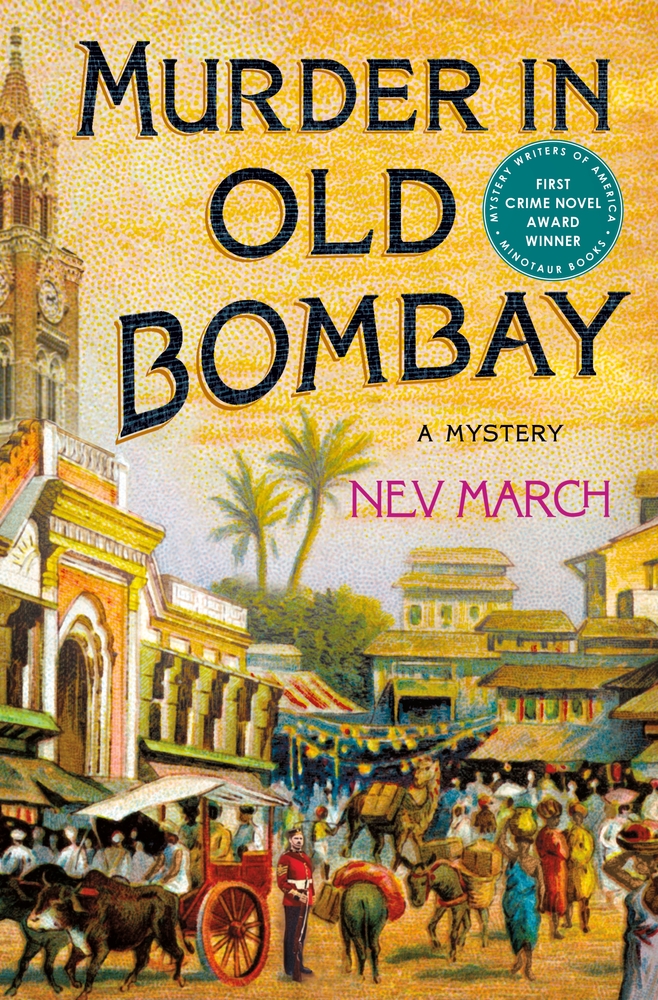 MURDER IN
OLD
BOMBAY
MYSTERY WRITERS OF AMERICA
FIRST
CRIME NOVEL
AWARD
WINNER
MINOTAUR BOOKS
A MYSTERY
NEV MARCH